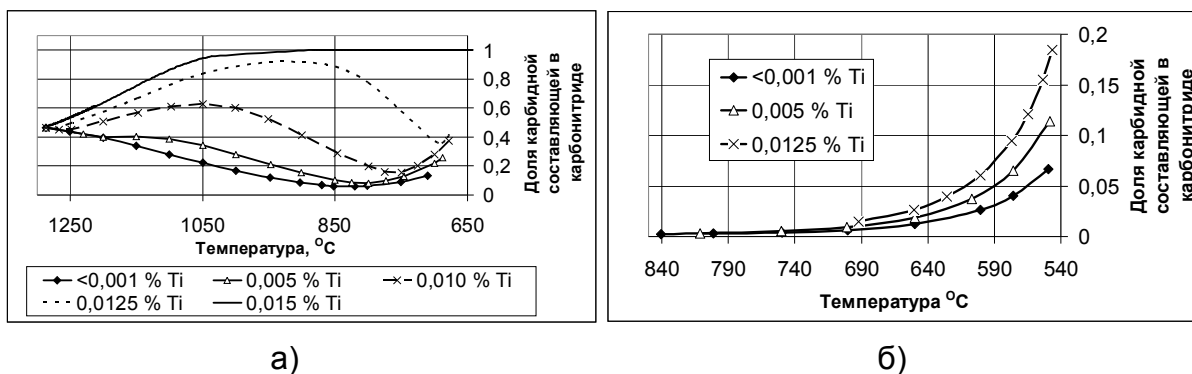 1
0,8
0,6
0,4
0,2
0
1250 1050 850 650
Температура, ᴼС
Доля карбидной
составляющей в
карбонитриде
<0,001 % Ti 0,005 % Ti 0,010 % Ti
0,0125 % Ti 0,015 % Ti
а)
0,2
0,15
0,1
0,05
0
<0,001 % Ti
0,005 % Ti
0,0125 % Ti
840 790 740 690 640 590 540
Температура ᴼС
Доля карбидной
составляющей в
карбонитриде
б)